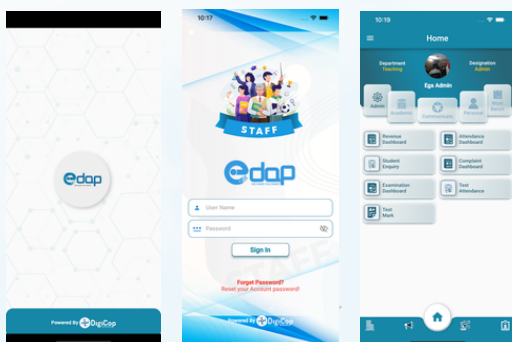 edap
Powered By DigiCop
10:17
STAFF
edap
User Name
Password
Sign In
Forget Password?
Reset your Account password!
Powered By DigiCop
10:19
Home
Department
Teaching
Designation
Admin
Ega Admin
Admin
Academic
Communicate
Personal
Revenue
Dashboard
Attendance
Dashboard
Student
Enquiry
Complaint
Dashboard
Examination
Dashboard
Test
Attendance
Test
Mark